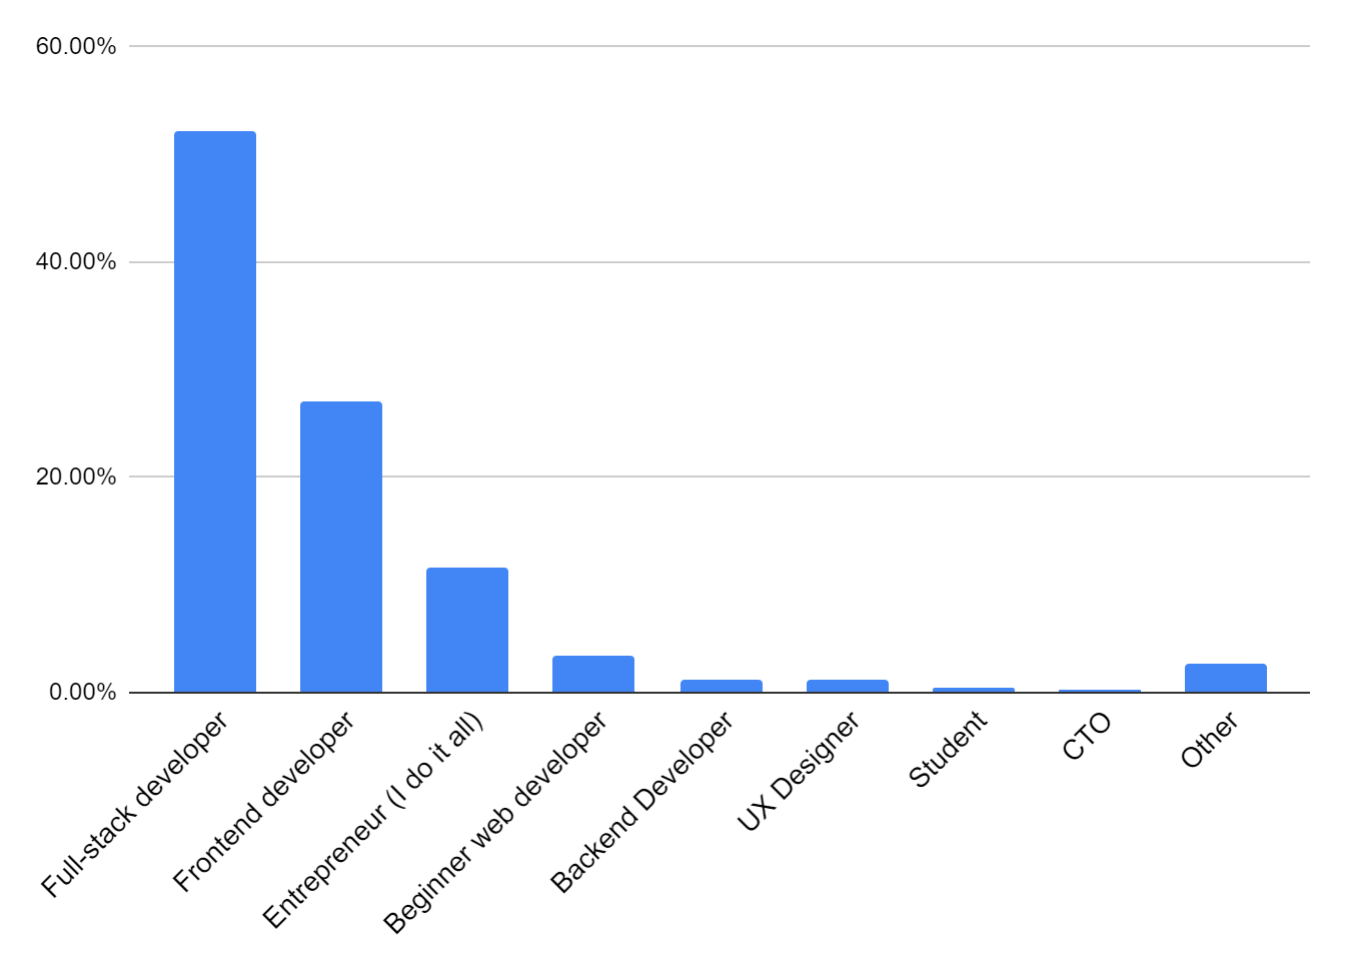 60.00%
40.00%
20.00%
0.00%
Full-stack developer
Frontend developer
Entrepreneur (I do it all)
Beginner web developer
Backend Developer
UX Designer
Student
CTO
Other